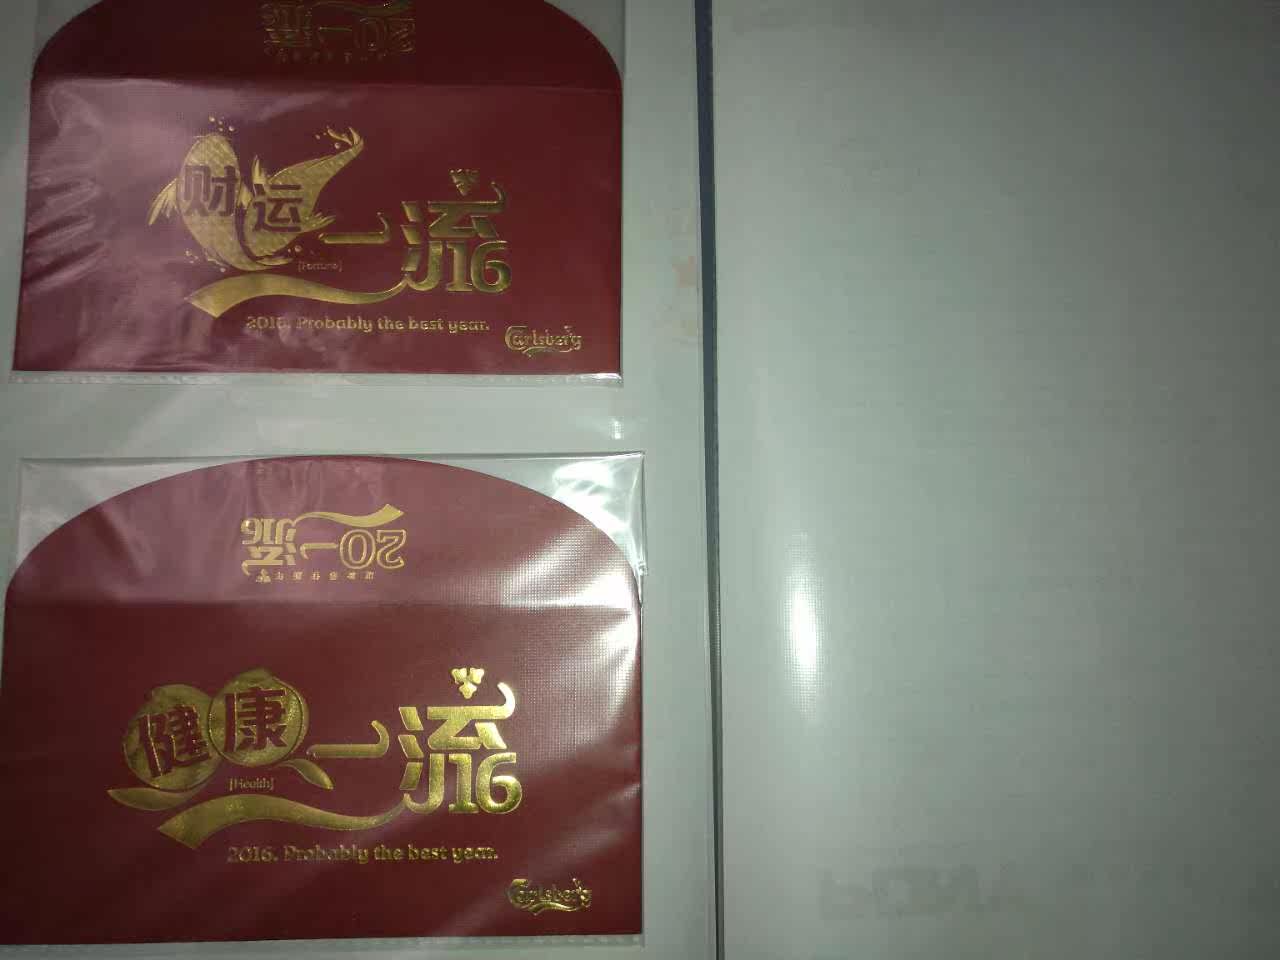 财运一流16
[Fortune]
2016. Probably the best year.
Carlsberg
20一流16
健康一流16
[Health]
2016. Probably the best year.
Carlsberg